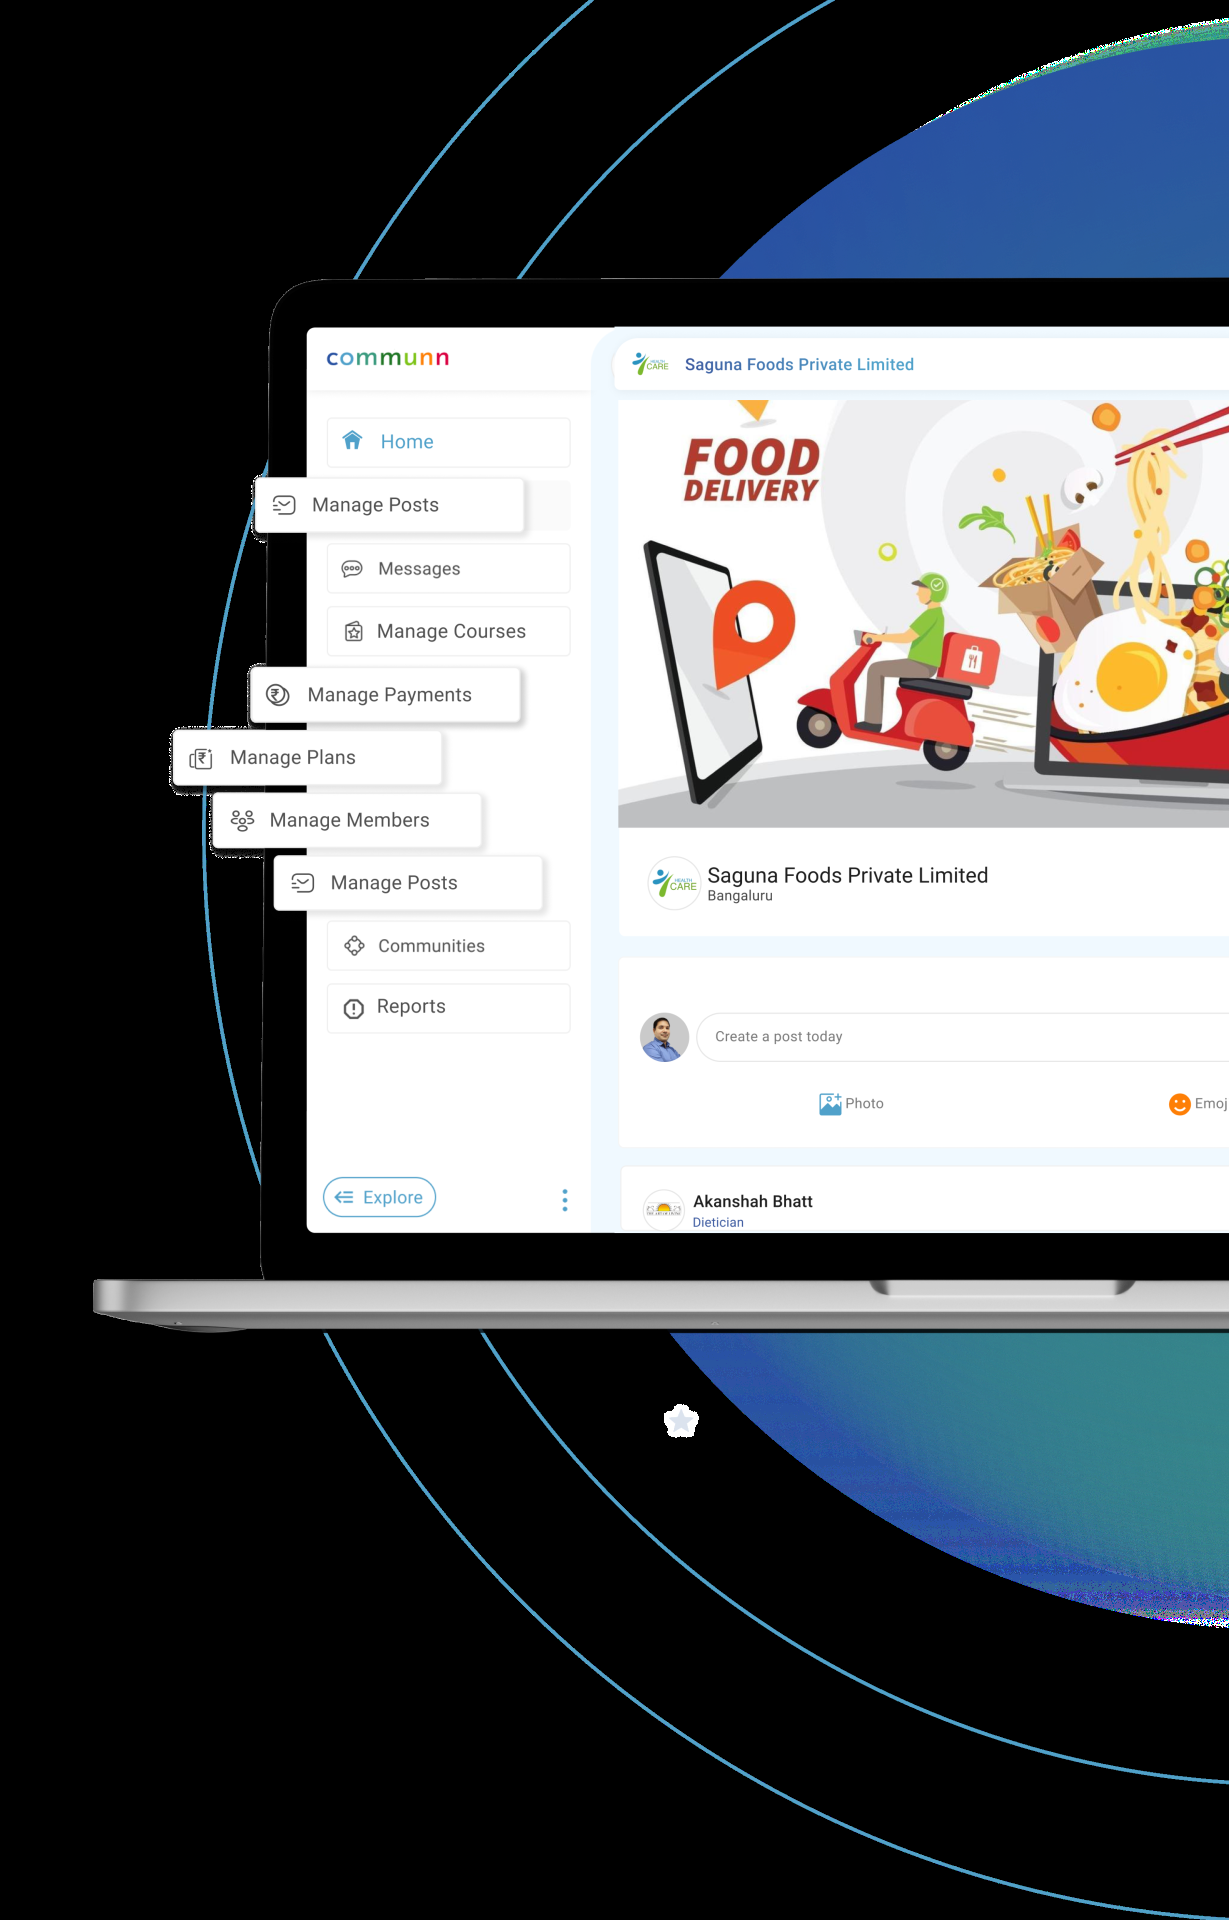 communn
Home
Manage Posts
Messages
Manage Courses
Manage Payments
Manage Plans
Manage Members
Manage Posts
Communities
Reports
Explore
HEALTH
CARE
Saguna Foods Private Limited
FOOD
DELIVERY
HEALTH
CARE
Saguna Foods Private Limited
Bangaluru
Create a post today
Photo
Emoj
Akanshah Bhatt
Dietician